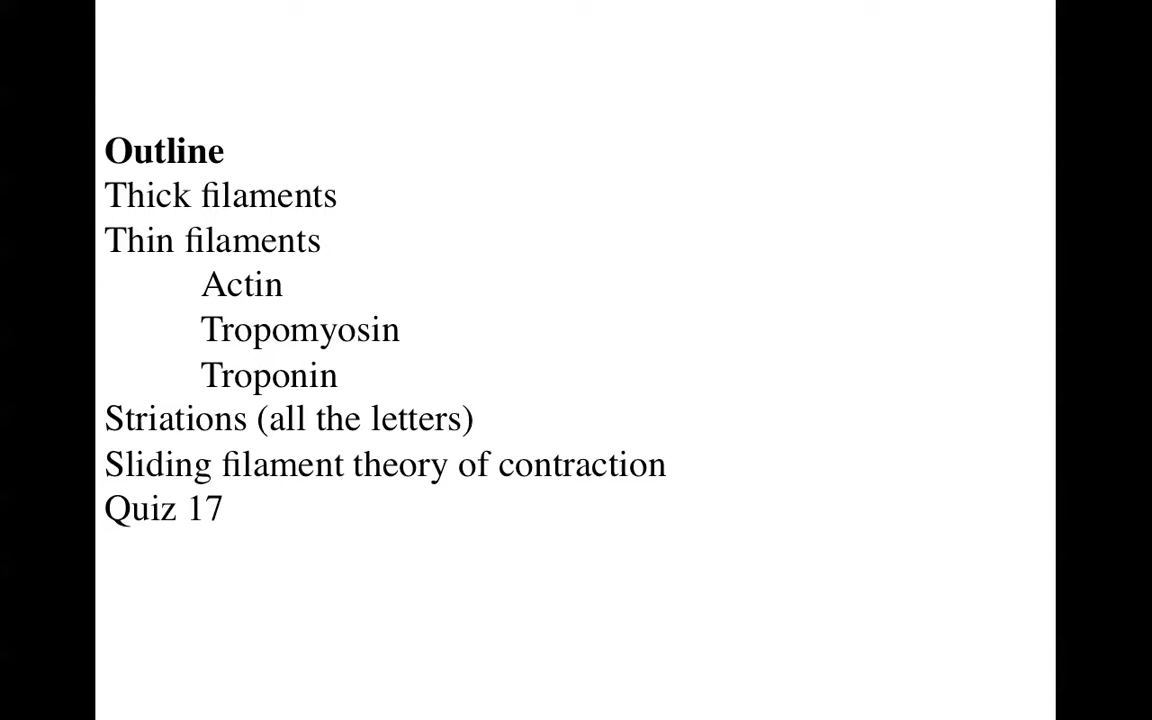 Outline
Thick filaments
Thin filaments
Actin
Tropomyosin
Troponin
Striations (all the letters)
Sliding filament theory of contraction
Quiz 17